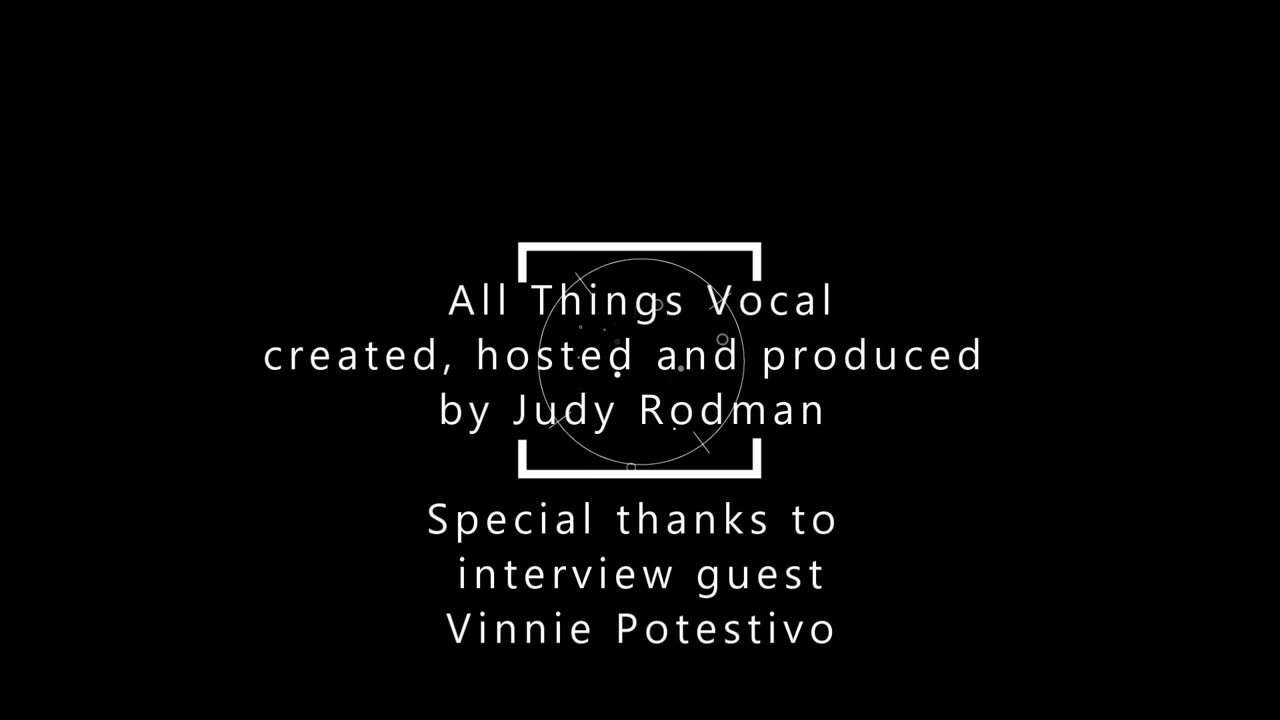 All Things Vocal
created, hosted and produced
by Judy Rodman
Special thanks to
interview guest
Vinnie Potestivo